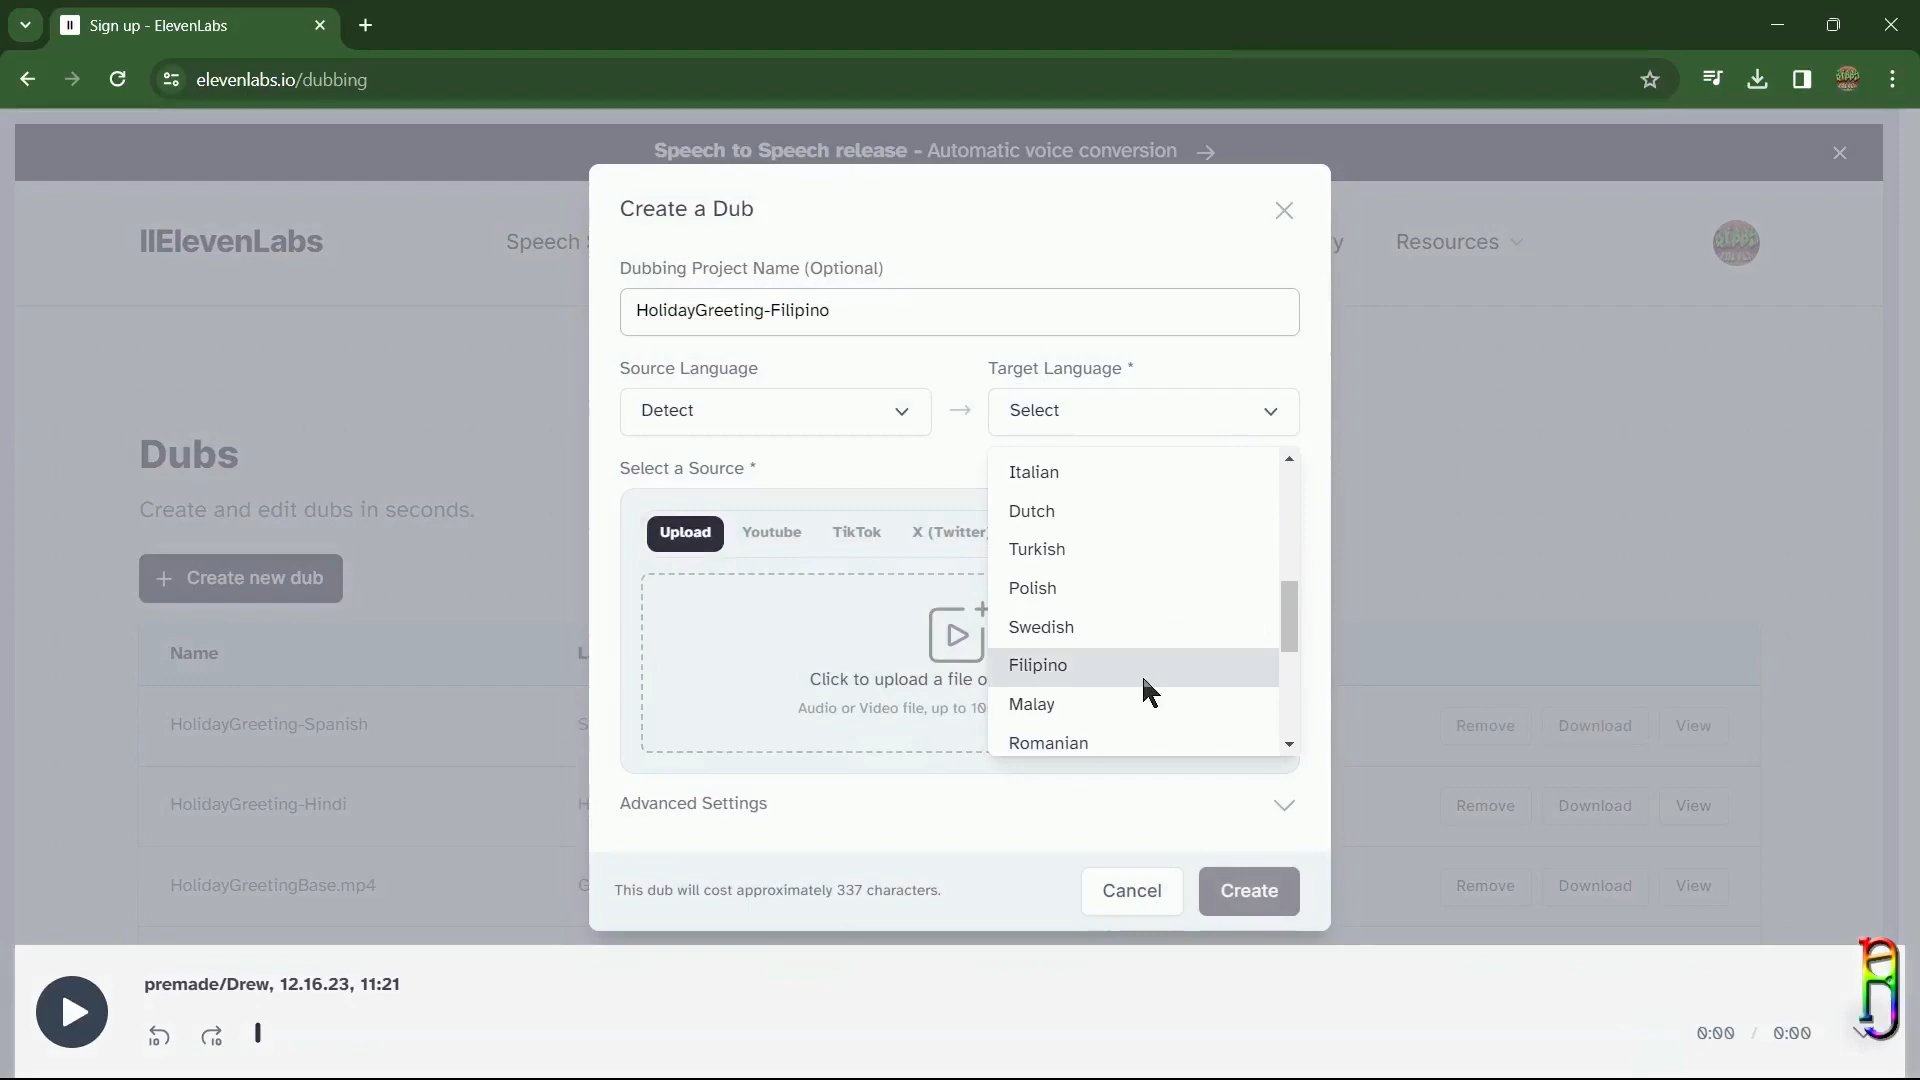 Sign up - ElevenLabs
elevenlabs.io/dubbing
Speech to Speech release - Automatic voice conversion
Create a Dub
IIElevenLabs
Speech
Resources
Dubbing Project Name (Optional)
HolidayGreeting-Filipino
Source Language
Target Language *
Detect
Select
Dubs
Create and edit dubs in seconds.
Create new dub
Select a Source *
Upload
Youtube
TikTok
X (Twitter)
Click to upload a file o
Audio or Video file, up to 10
Italian
Dutch
Turkish
Polish
Swedish
Filipino
Malay
Romanian
Name
HolidayGreeting-Spanish
Remove Download View
HolidayGreeting-Hindi
Remove Download View
HolidayGreetingBase.mp4
Remove Download View
Advanced Settings
This dub will cost approximately 337 characters.
Cancel
Create
premade/Drew, 12.16.23, 11:21
10
10
0:00 / 0:00